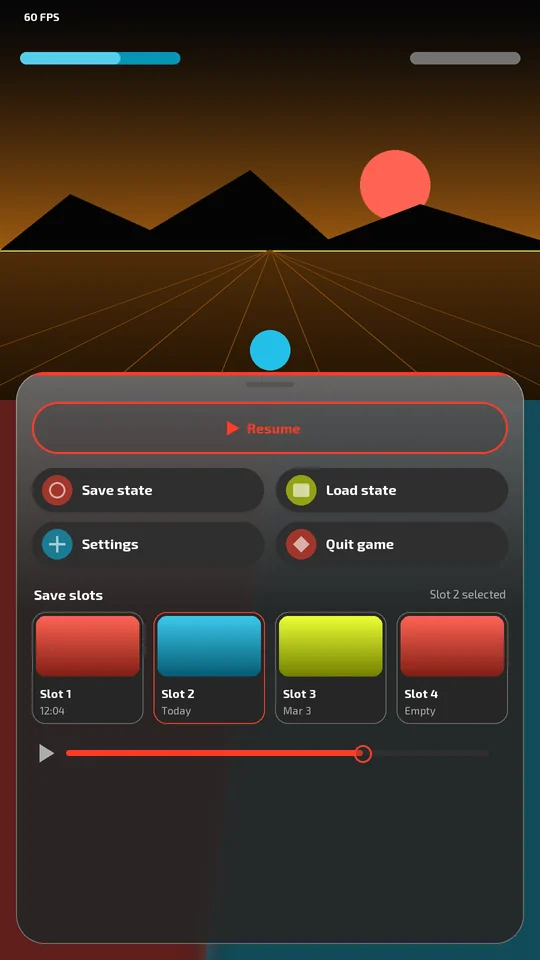 60 FPS
Resume
Save state
Load state
Settings
Quit game
Save slots
Slot 2 selected
Slot 1
12:04
Slot 2
Today
Slot 3
Mar 3
Slot 4
Empty